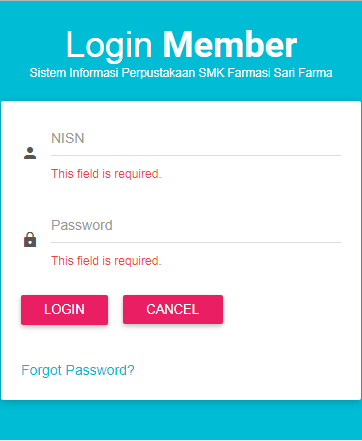 Login Member
Sistem Informasi Perpustakaan SMK Farmasi Sari Farma
NISN
This field is required.
Password
This field is required.
LOGIN CANCEL
Forgot Password?